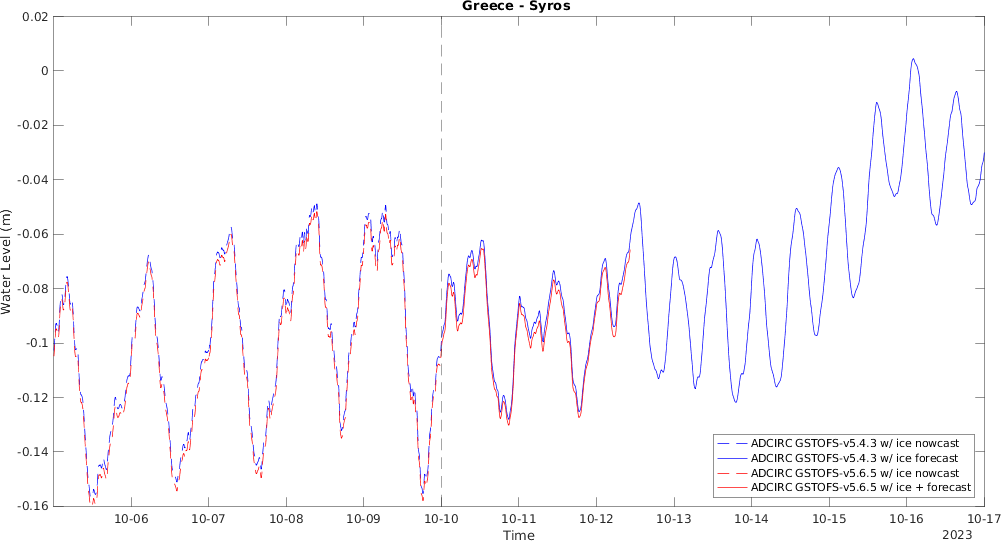 Greece - Syros
0.02
0
-0.02
-0.04
-0.06
-0.08
-0.1
-0.12
-0.14
-0.16
Water Level (m)
10-06 10-07 10-08 10-09 10-10 10-11 10-12 10-13 10-14 10-15 10-16 10-17
Time
2023
ADCIRC GSTOFS-v5.4.3 w/ ice nowcast
ADCIRC GSTOFS-v5.4.3 w/ ice forecast
ADCIRC GSTOFS-v5.6.5 w/ ice nowcast
ADCIRC GSTOFS-v5.6.5 w/ ice + forecast